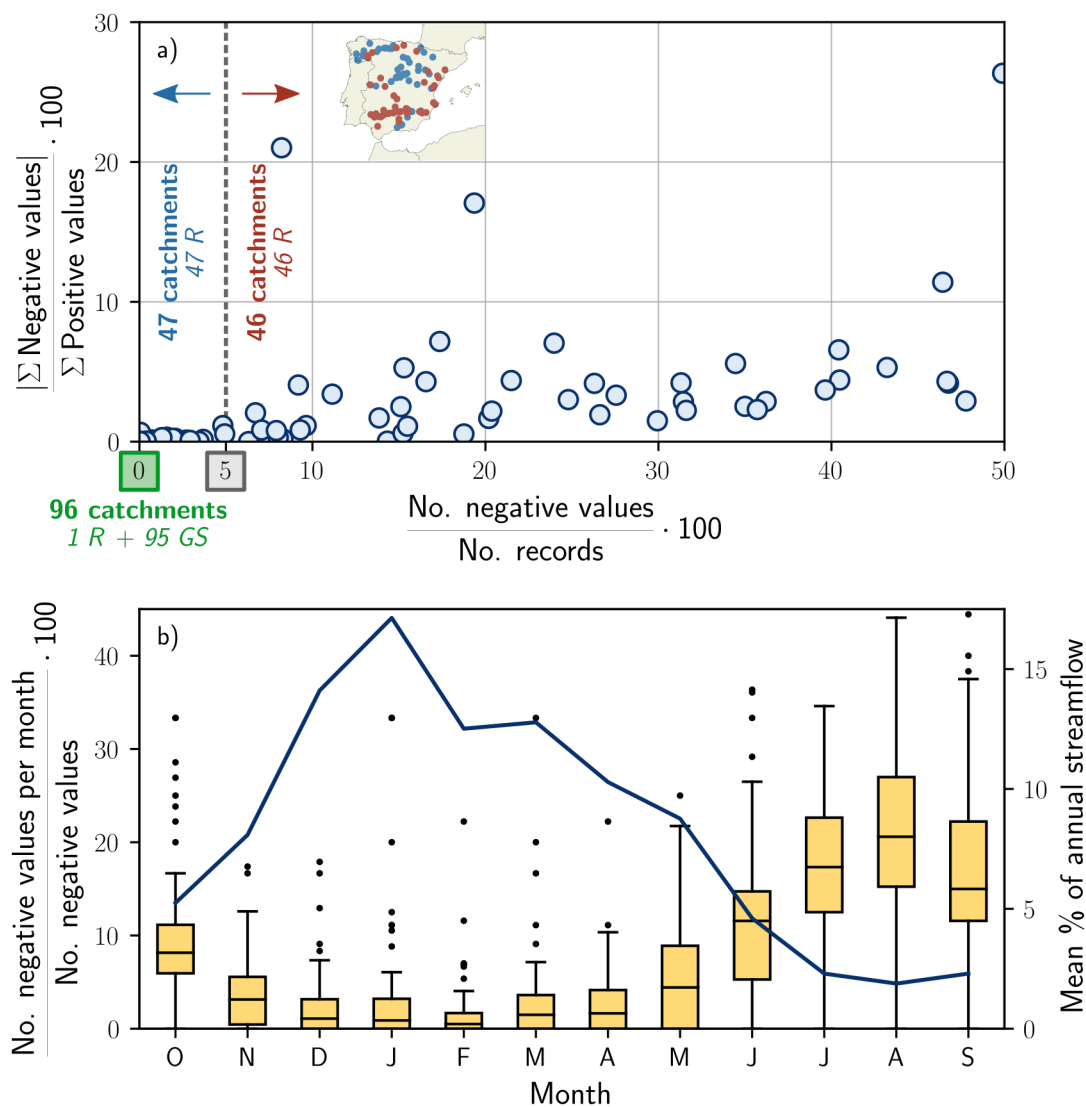 a)
30
20
10
0
|∑ Negative values|
∑ Positive values
· 100
47 catchments
47 R
46 catchments
46 R
0
5
10
20
30
40
50
96 catchments
1 R + 95 GS
No. negative values
No. records
· 100
b)
No. negative values per month
No. negative values
· 100
40
30
20
10
0
15
10
5
0
Mean % of annual streamflow
O N D J F M A M J J A S
Month